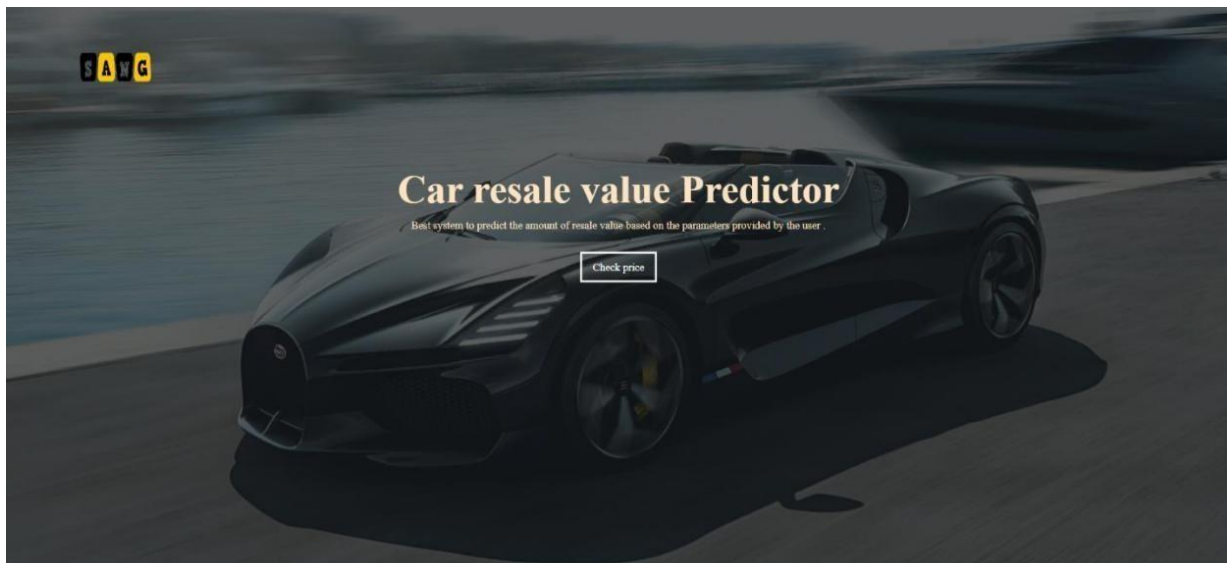 SANG
Car resale value Predictor
Best system to predict the amount of resale value based on the parameters provided by the user .
Check price